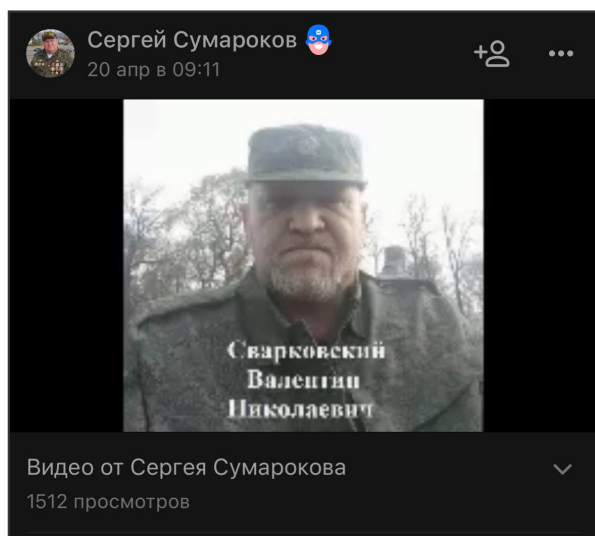 Сергей Сумароков
20 апр в 09:11
Сварковский
Валентин
Николаевич
Видео от Сергея Сумарокова
1512 просмотров